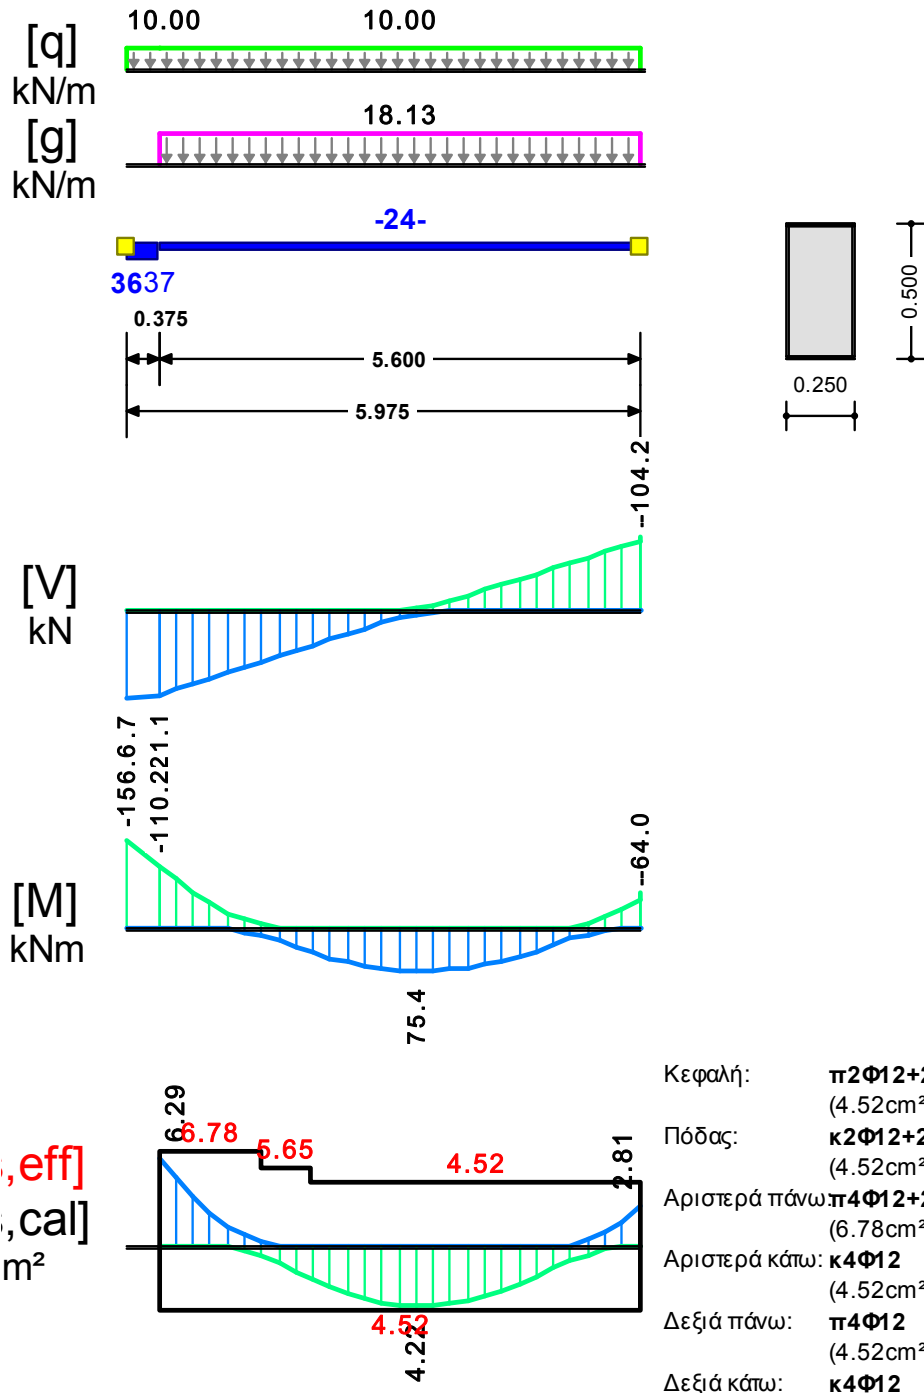 10.00 10.00
[q]
kN/m
18.13
[g]
kN/m
-24-
3637
0.375
5.600
5.975
0.500
0.250
--104.2
[V]
kN
-110.221.1
--64.0
[M]
kNm
75.4
6.29
6.78
5.65
4.52
2.81
,eff]
,cal]
m²
4.52
4.22
Κεφαλή: π2Φ12+2
(4.52cm²
Πόδας: κ2Φ12+2
(4.52cm²
Αριστερά πάνω: π4Φ12+2
(6.78cm²
Αριστερά κάτω: κ4Φ12
(4.52cm²
Δεξιά πάνω: π4Φ12
(4.52cm²
Δεξιά κάτω: κ4Φ12